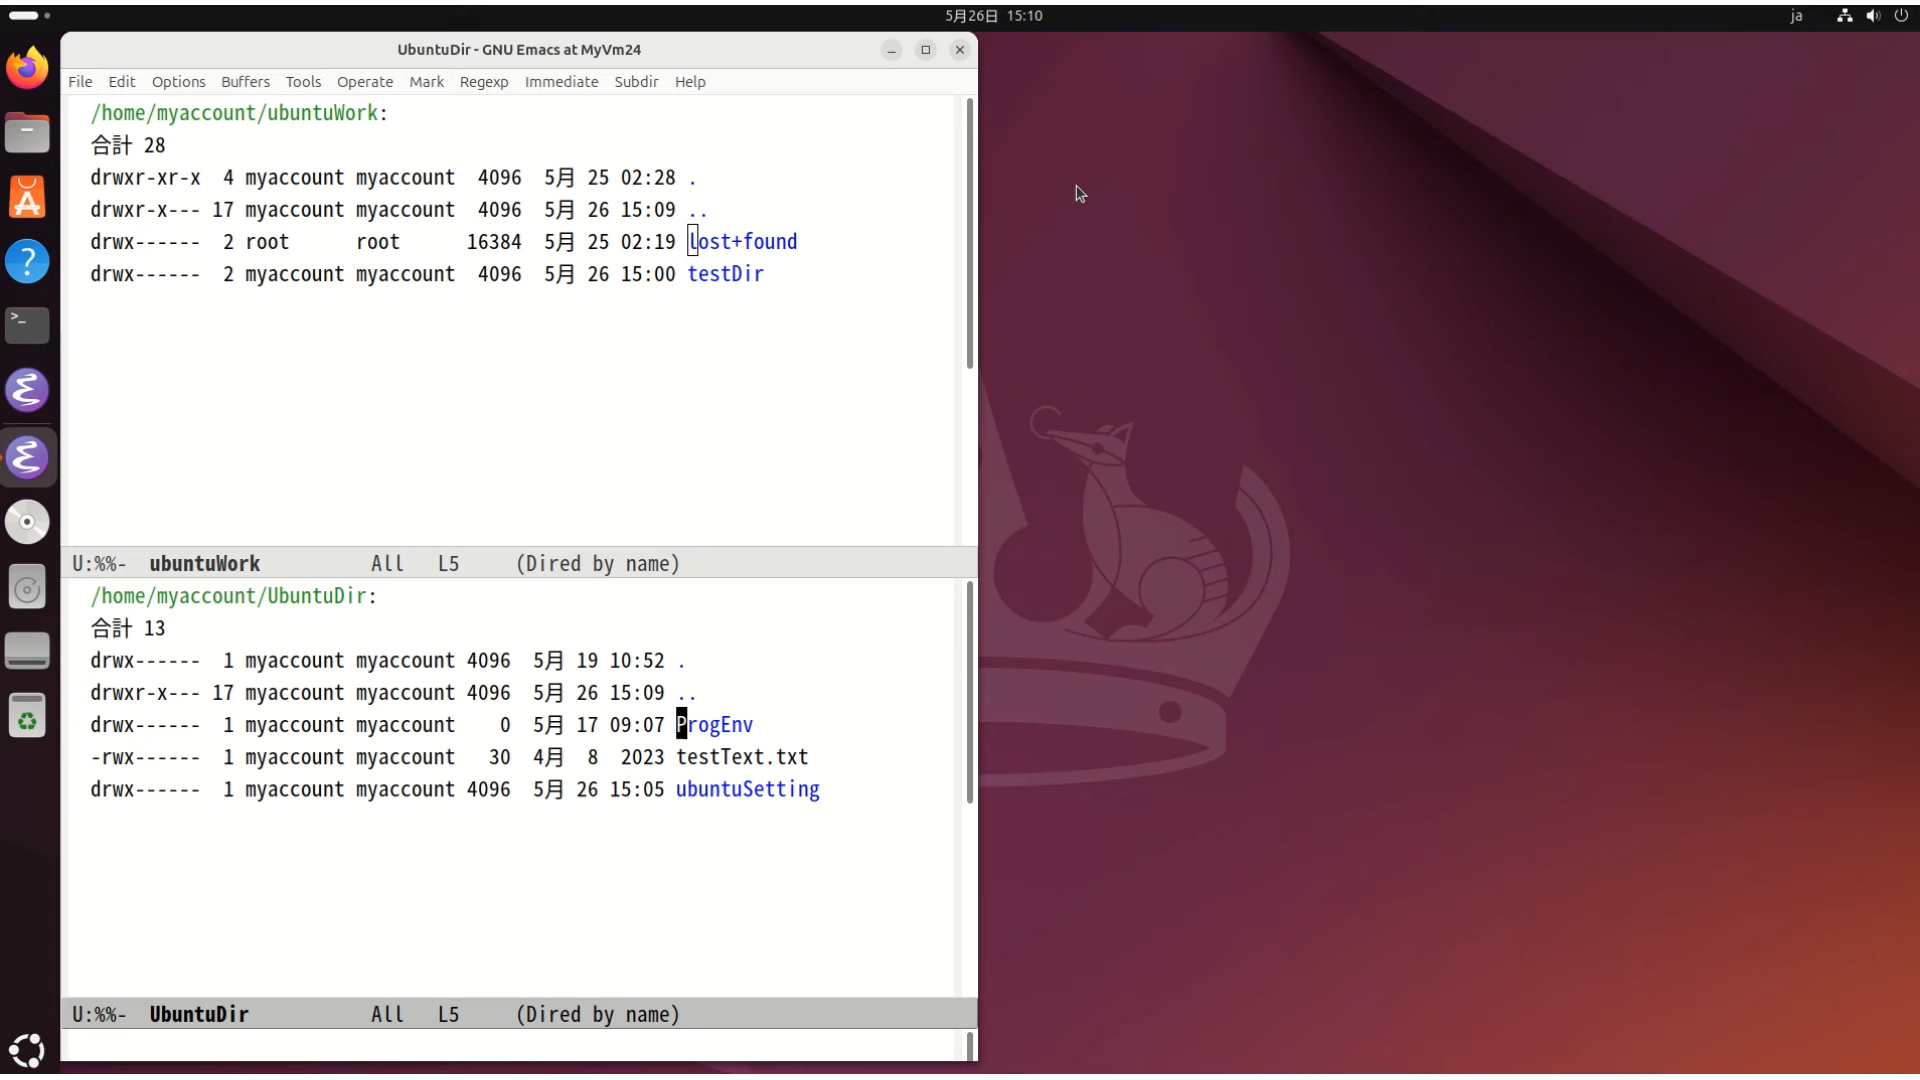 5月26日 15:10
ja
UbuntuDir - GNU Emacs at MyVm24
File Edit Options Buffers Tools Operate Mark Regexp Immediate Subdir Help
/home/myaccount/ubuntuWork:
合計 28
drwxr-xr-x 4 myaccount myaccount 4096 5月 25 02:28 .
drwxr-x--- 17 myaccount myaccount 4096 5月 26 15:09 ..
drwx------ 2 root root 16384 5月 25 02:19 lost+found
drwx------ 2 myaccount myaccount 4096 5月 26 15:00 testDir
U:%%- ubuntuWork All L5 (Dired by name)
/home/myaccount/UbuntuDir:
合計 13
drwx------ 1 myaccount myaccount 4096 5月 19 10:52 .
drwxr-x--- 17 myaccount myaccount 4096 5月 26 15:09 ..
drwx------ 1 myaccount myaccount 0 5月 17 09:07 ProgEnv
-rwx------ 1 myaccount myaccount 30 4月 8 2023 testText.txt
drwx------ 1 myaccount myaccount 4096 5月 26 15:05 ubuntuSetting
U:%%- UbuntuDir All L5 (Dired by name)